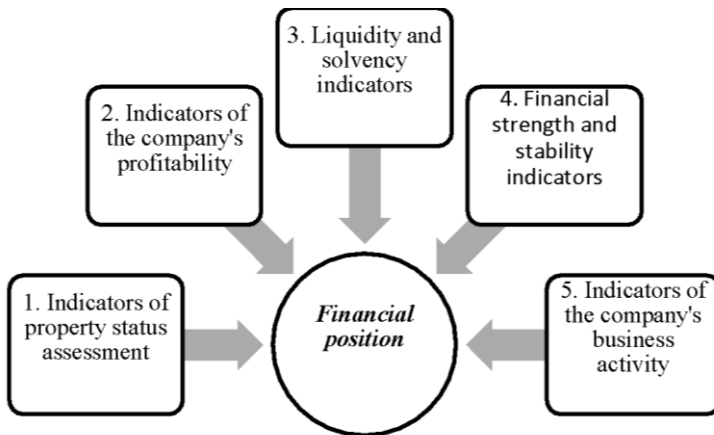 1. Indicators of
property status
assessment
2. Indicators of
the company's
profitability
3. Liquidity and
solvency
indicators
4. Financial
strength and
stability
indicators
5. Indicators of
the company's
business
activity
Financial
position